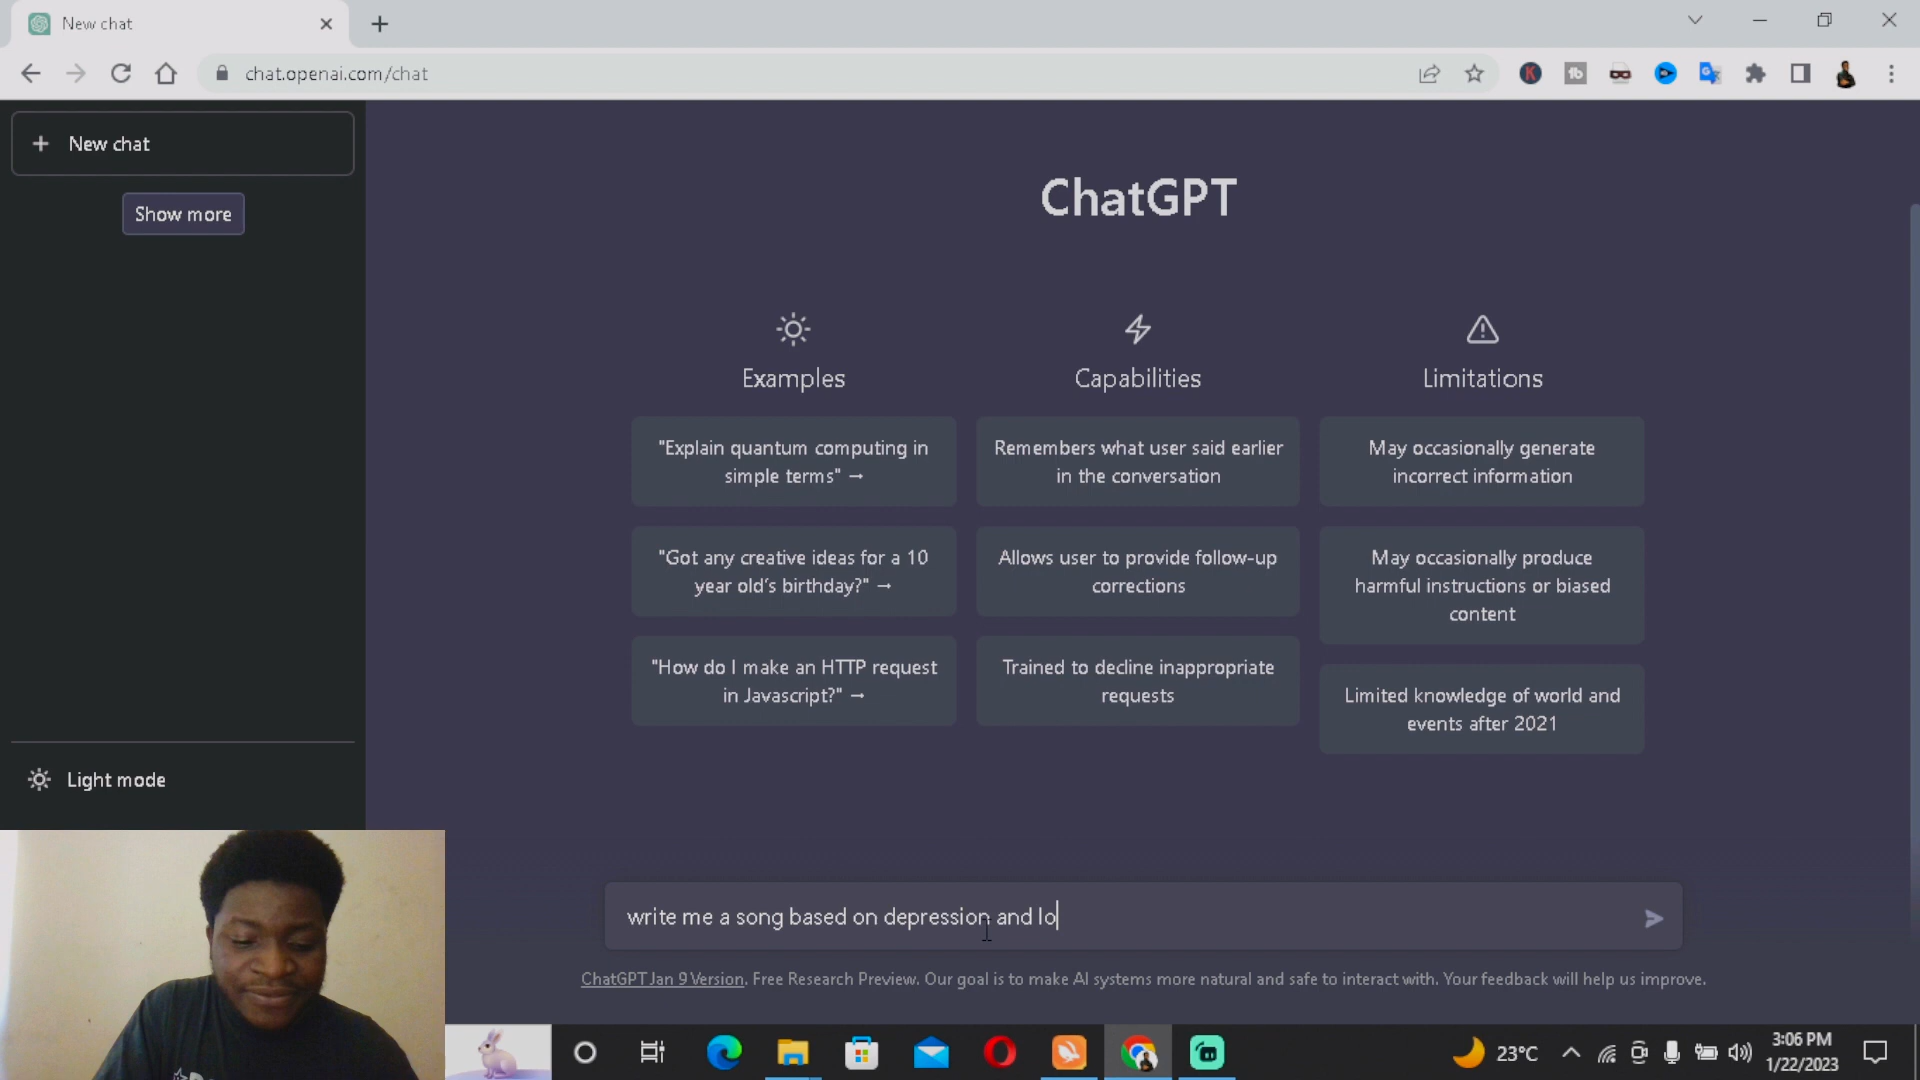 New chat
chat.openai.com/chat
New chat
Show more
Light mode
ChatGPT
Examples
"Explain quantum computing in
simple terms" →
"Got any creative ideas for a 10
year old's birthday?" →
"How do I make an HTTP request
in Javascript?" →
Capabilities
Remembers what user said earlier
in the conversation
Allows user to provide follow-up
corrections
Trained to decline inappropriate
requests
Limitations
May occasionally generate
incorrect information
May occasionally produce
harmful instructions or biased
content
Limited knowledge of world and
events after 2021
write me a song based on depression and lo
ChatGPT Jan 9 Version. Free Research Preview. Our goal is to make AI systems more natural and safe to interact with. Your feedback will help us improve.
23°C
3:06 PM
1/22/2023